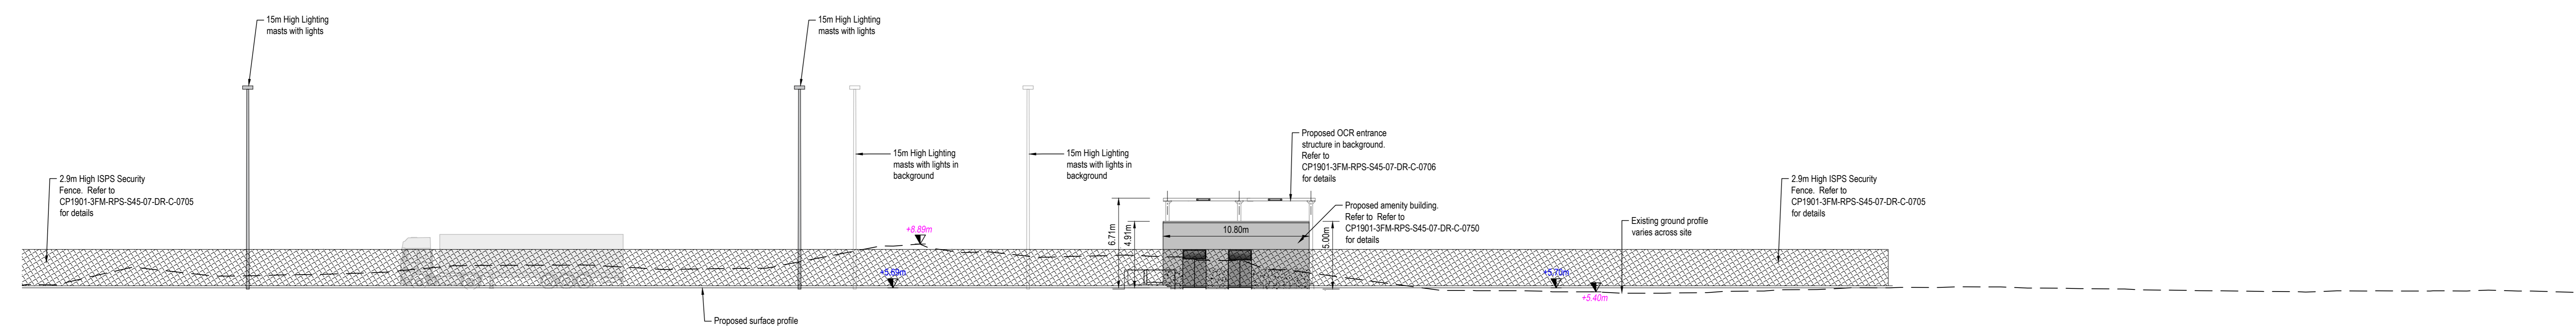 15m High Lighting
masts with lights
15m High Lighting
masts with lights
2.9m High ISPS Security
Fence. Refer to
CP1901-3FM-RPS-S45-07-DR-C-0705
for details
15m High Lighting
masts with lights in
background
15m High Lighting
masts with lights in
background
Proposed OCR entrance
structure in background.
Refer to
CP1901-3FM-RPS-S45-07-DR-C-0706
for details
Proposed amenity building.
Refer to Refer to
CP1901-3FM-RPS-S45-07-DR-C-0750
for details
Existing ground profile
varies across site
2.9m High ISPS Security
Fence. Refer to
CP1901-3FM-RPS-S45-07-DR-C-0705
for details
+8.89m
6.71m
4.91m
10.80m
5.00m
+5.69m
+5.70m
+5.40m
Proposed surface profile